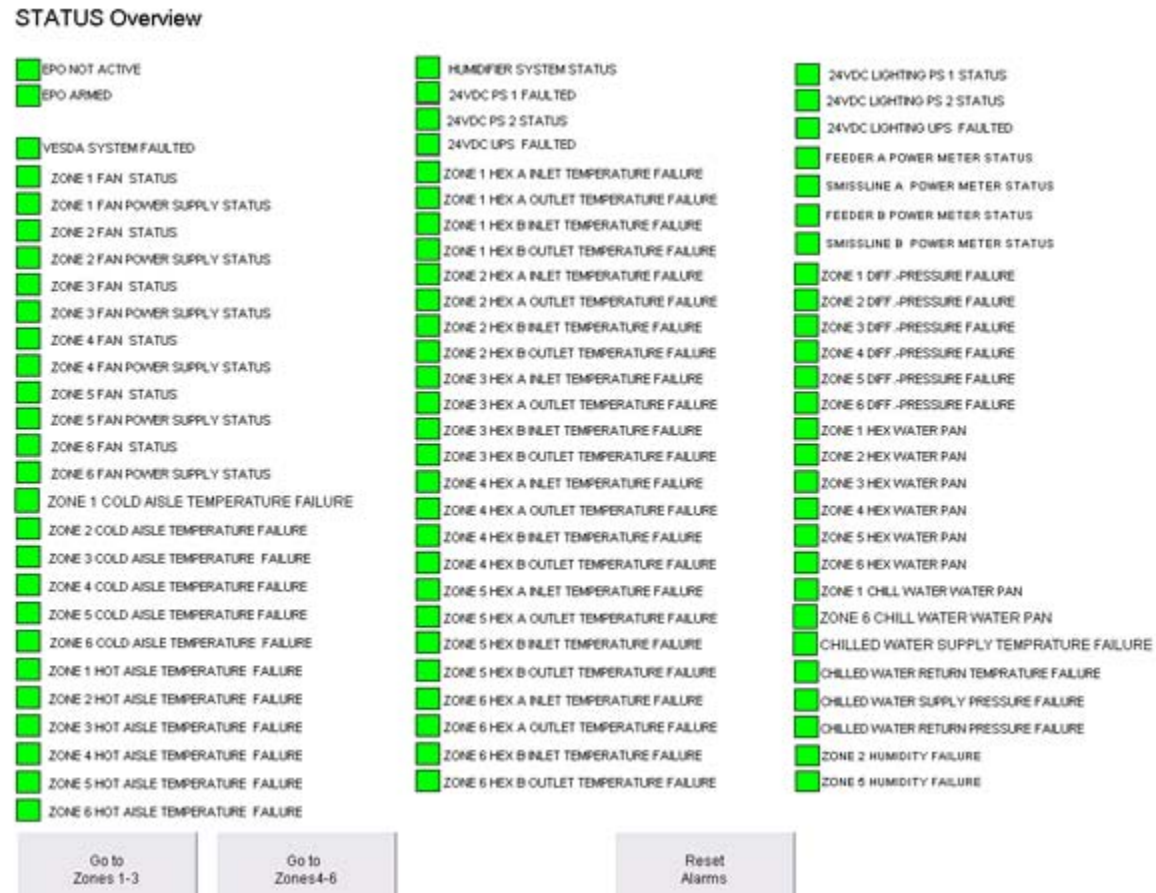 STATUS Overview
EPO NOT ACTIVE
EPO ARMED
VESDA SYSTEM FAULTED
ZONE 1 FAN STATUS
ZONE 1 FAN POWER SUPPLY STATUS
ZONE 2 FAN STATUS
ZONE 2 FAN POWER SUPPLY STATUS
ZONE 3 FAN STATUS
ZONE 3 FAN POWER SUPPLY STATUS
ZONE 4 FAN STATUS
ZONE 4 FAN POWER SUPPLY STATUS
ZONE 5 FAN STATUS
ZONE 5 FAN POWER SUPPLY STATUS
ZONE 6 FAN STATUS
ZONE 6 FAN POWER SUPPLY STATUS
ZONE 1 COLD AISLE TEMPERATURE FAILURE
ZONE 2 COLD AISLE TEMPERATURE FAILURE
ZONE 3 COLD AISLE TEMPERATURE FAILURE
ZONE 4 COLD AISLE TEMPERATURE FAILURE
ZONE 5 COLD AISLE TEMPERATURE FAILURE
ZONE 6 COLD AISLE TEMPERATURE FAILURE
ZONE 1 HOT AISLE TEMPERATURE FAILURE
ZONE 2 HOT AISLE TEMPERATURE FAILURE
ZONE 3 HOT AISLE TEMPERATURE FAILURE
ZONE 4 HOT AISLE TEMPERATURE FAILURE
ZONE 5 HOT AISLE TEMPERATURE FAILURE
ZONE 6 HOT AISLE TEMPERATURE FAILURE
HUMIDIFIER SYSTEM STATUS
24VDC PS 1 FAULTED
24VDC PS 2 STATUS
24VDC UPS FAULTED
ZONE 1 HEX A INLET TEMPERATURE FAILURE
ZONE 1 HEX A OUTLET TEMPERATURE FAILURE
ZONE 1 HEX B INLET TEMPERATURE FAILURE
ZONE 1 HEX B OUTLET TEMPERATURE FAILURE
ZONE 2 HEX A INLET TEMPERATURE FAILURE
ZONE 2 HEX A OUTLET TEMPERATURE FAILURE
ZONE 2 HEX B INLET TEMPERATURE FAILURE
ZONE 2 HEX B OUTLET TEMPERATURE FAILURE
ZONE 3 HEX A INLET TEMPERATURE FAILURE
ZONE 3 HEX A OUTLET TEMPERATURE FAILURE
ZONE 3 HEX B INLET TEMPERATURE FAILURE
ZONE 3 HEX B OUTLET TEMPERATURE FAILURE
ZONE 4 HEX A INLET TEMPERATURE FAILURE
ZONE 4 HEX A OUTLET TEMPERATURE FAILURE
ZONE 4 HEX B INLET TEMPERATURE FAILURE
ZONE 4 HEX B OUTLET TEMPERATURE FAILURE
ZONE 5 HEX A INLET TEMPERATURE FAILURE
ZONE 5 HEX A OUTLET TEMPERATURE FAILURE
ZONE 5 HEX B INLET TEMPERATURE FAILURE
ZONE 5 HEX B OUTLET TEMPERATURE FAILURE
ZONE 6 HEX A INLET TEMPERATURE FAILURE
ZONE 6 HEX A OUTLET TEMPERATURE FAILURE
ZONE 6 HEX B INLET TEMPERATURE FAILURE
ZONE 6 HEX B OUTLET TEMPERATURE FAILURE
24VDC LIGHTING PS 1 STATUS
24VDC LIGHTING PS 2 STATUS
24VDC LIGHTING UPS FAULTED
FEEDER A POWER METER STATUS
SMISSLINE A POWER METER STATUS
FEEDER B POWER METER STATUS
SMISSLINE B POWER METER STATUS
ZONE 1 DIFF.-PRESSURE FAILURE
ZONE 2 DIFF.-PRESSURE FAILURE
ZONE 3 DIFF.-PRESSURE FAILURE
ZONE 4 DIFF.-PRESSURE FAILURE
ZONE 5 DIFF.-PRESSURE FAILURE
ZONE 6 DIFF.-PRESSURE FAILURE
ZONE 1 HEX WATER PAN
ZONE 2 HEX WATER PAN
ZONE 3 HEX WATER PAN
ZONE 4 HEX WATER PAN
ZONE 5 HEX WATER PAN
ZONE 6 HEX WATER PAN
ZONE 1 CHILL WATER WATER PAN
ZONE 6 CHILL WATER WATER PAN
CHILLED WATER SUPPLY TEMPRATURE FAILURE
CHILLED WATER RETURN TEMPRATURE FAILURE
CHILLED WATER SUPPLY PRESSURE FAILURE
CHILLED WATER RETURN PRESSURE FAILURE
ZONE 2 HUMIDITY FAILURE
ZONE 5 HUMIDITY FAILURE
Go to
Zones 1-3
Go to
Zones4-6
Reset
Alarms